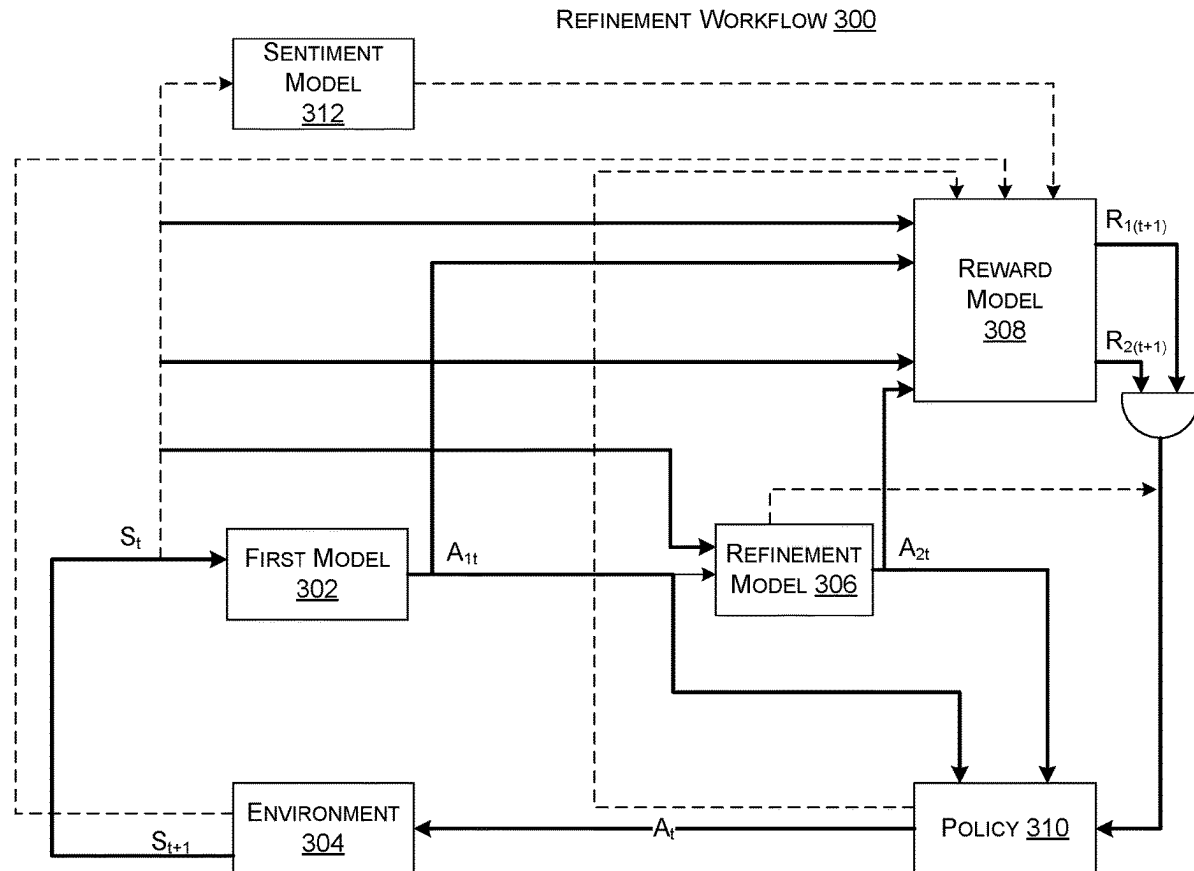 REFINEMENT WORKFLOW 300
SENTIMENT
MODEL
312
REWARD
MODEL
308
R1(t+1)
R2(t+1)
St
FIRST MODEL
302
A1t
REFINEMENT
MODEL 306
A2t
ENVIRONMENT
304
St+1
At
POLICY 310